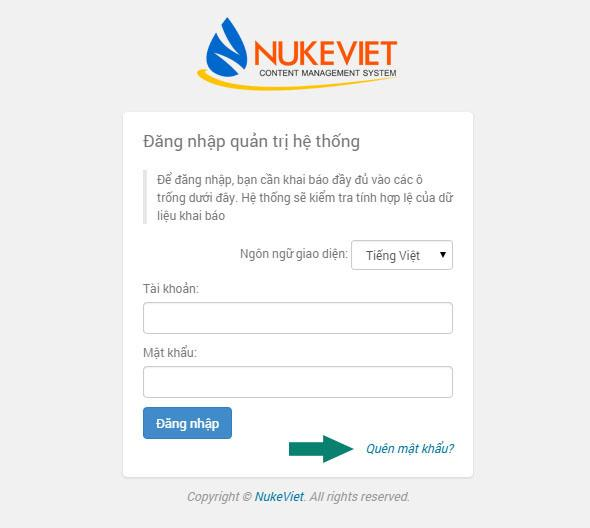 NUKEVIET
CONTENT MANAGEMENT SYSTEM
Đăng nhập quản trị hệ thống
Để đăng nhập, bạn cần khai báo đầy đủ vào các ô
trống dưới đây. Hệ thống sẽ kiểm tra tính hợp lệ của dữ
liệu khai báo
Ngôn ngữ giao diện: Tiếng Việt
Tài khoản:
Mật khẩu:
Đăng nhập
Quên mật khẩu?
Copyright © NukeViet. All rights reserved.